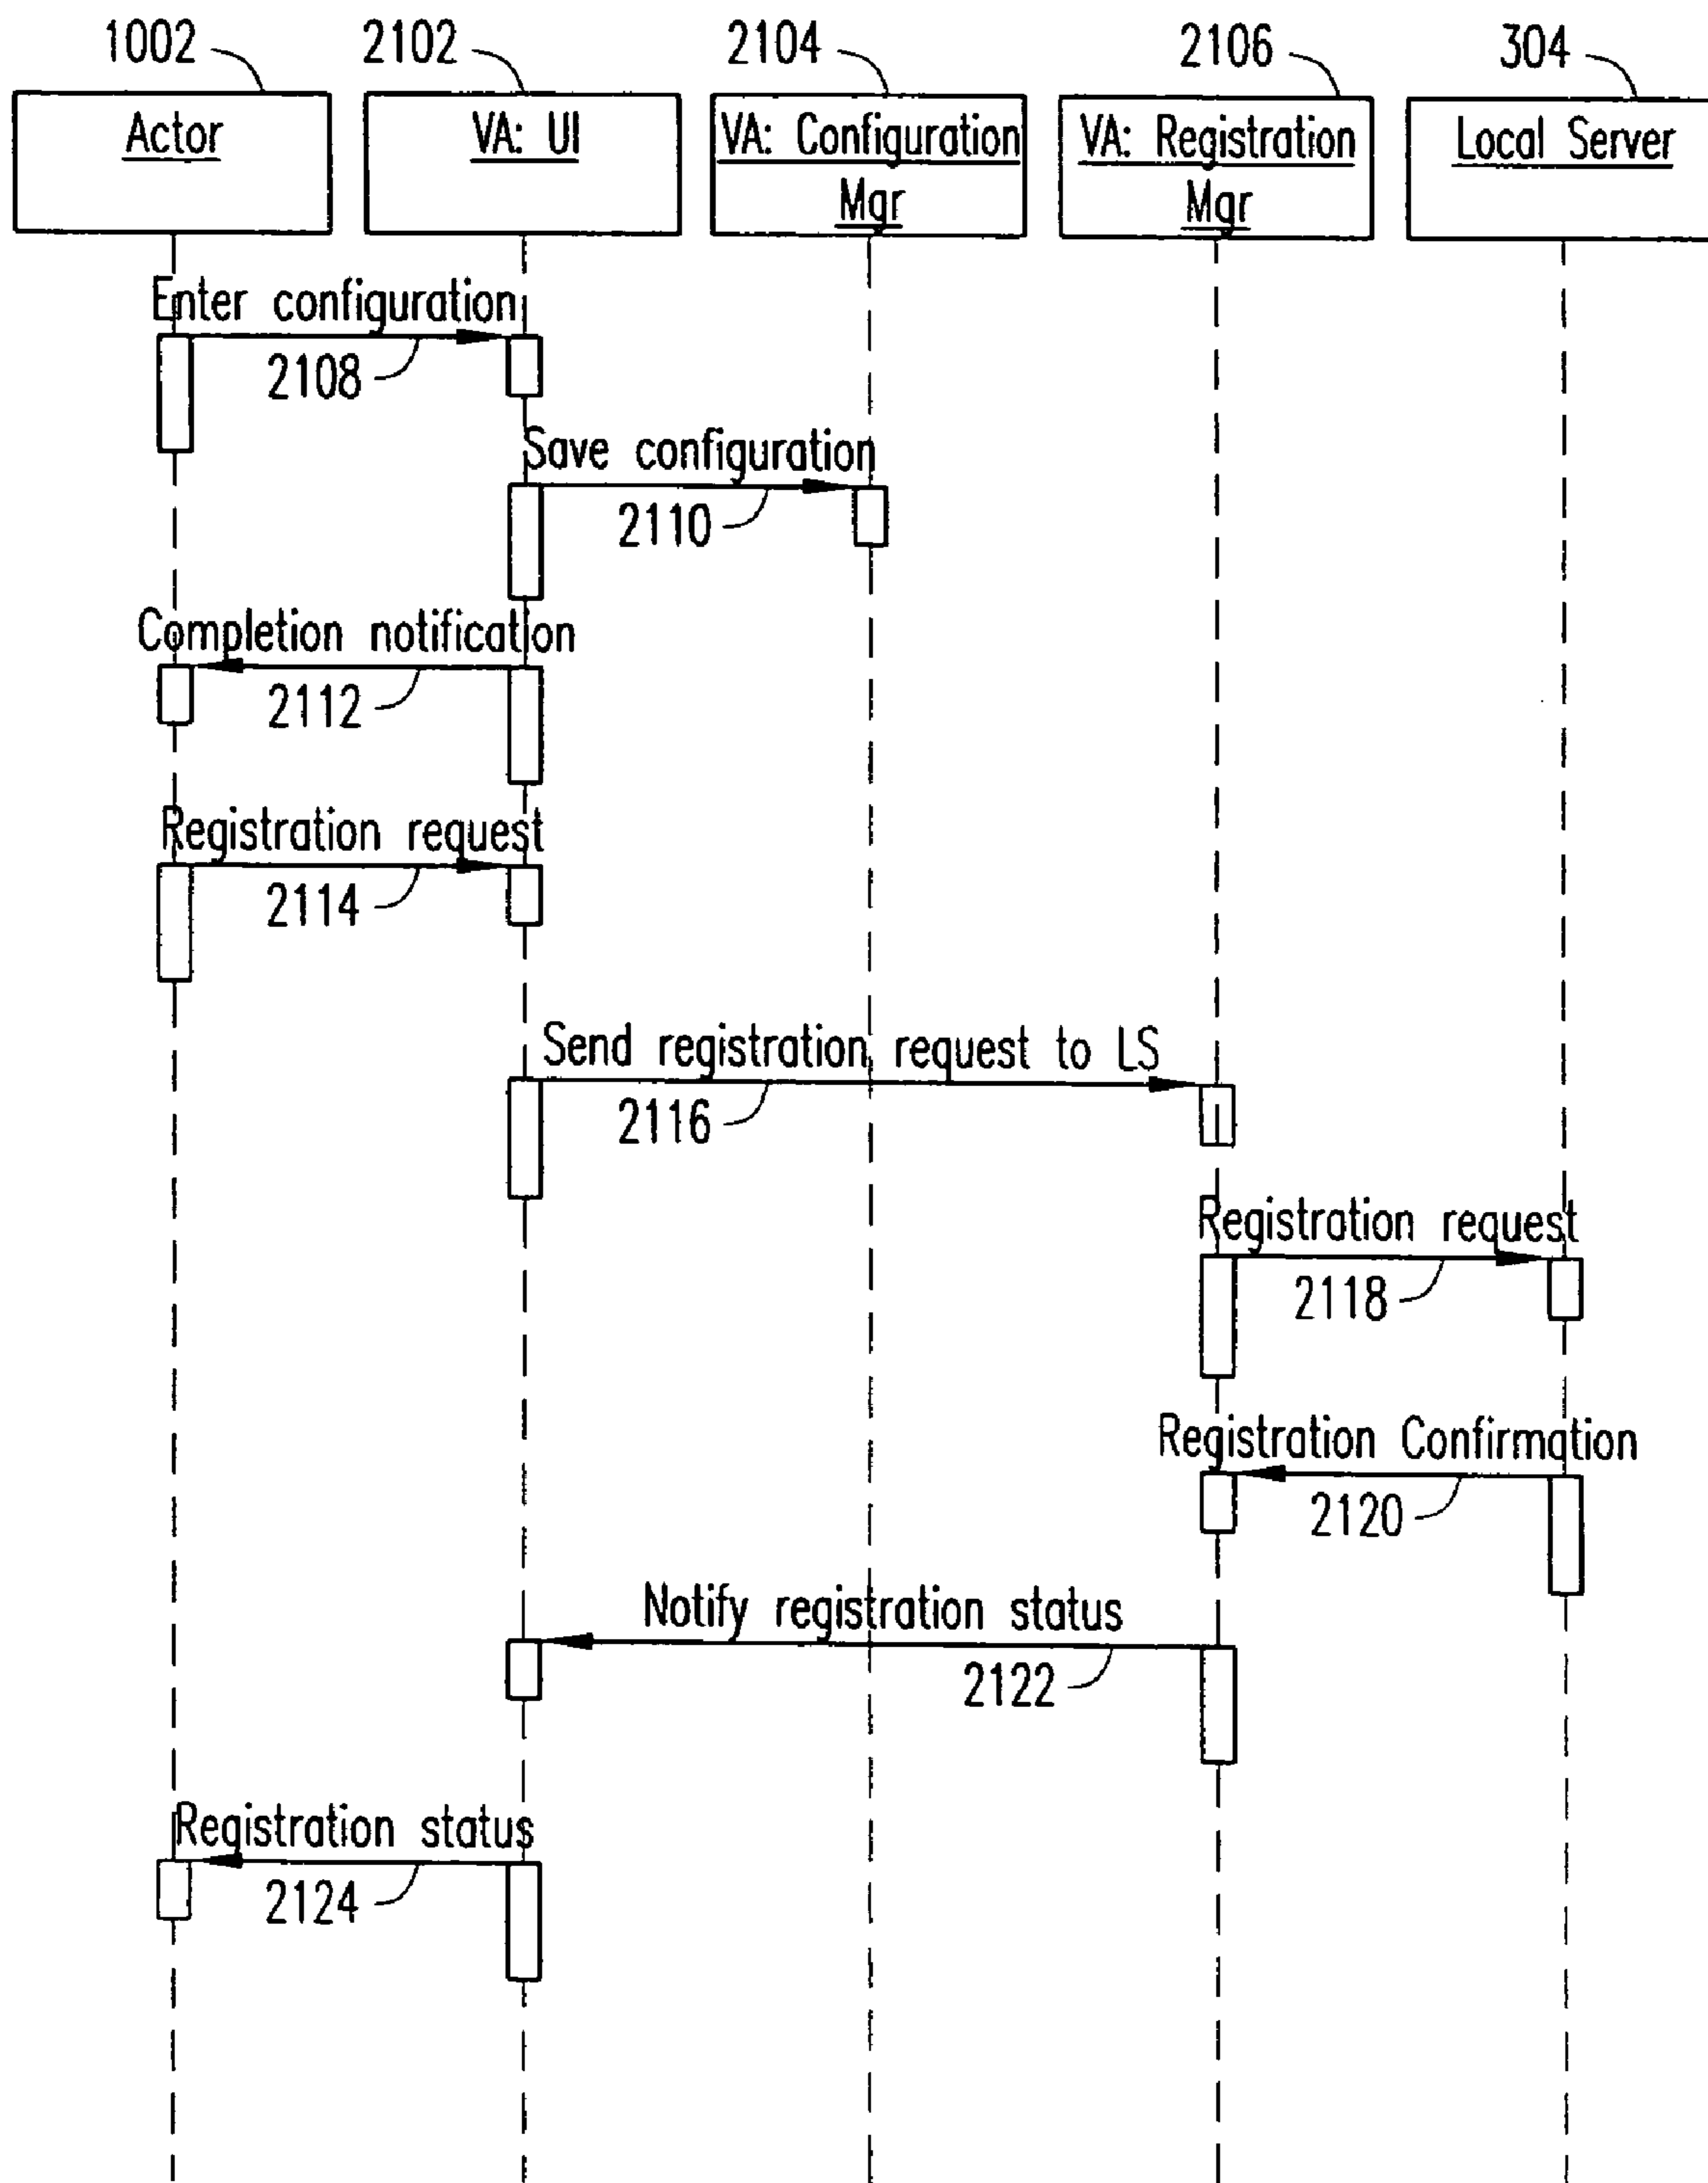 1002
2102
2104
2106
304
Actor
VA: UI
VA: Configuration
Mgr
VA: Registration
Mgr
Local Server
Enter configuration
2108
Save configuration
2110
Completion notification
2112
Registration request
2114
Send registration request to LS
2116
Registration request
2118
Registration Confirmation
2120
Notify registration status
2122
Registration status
2124